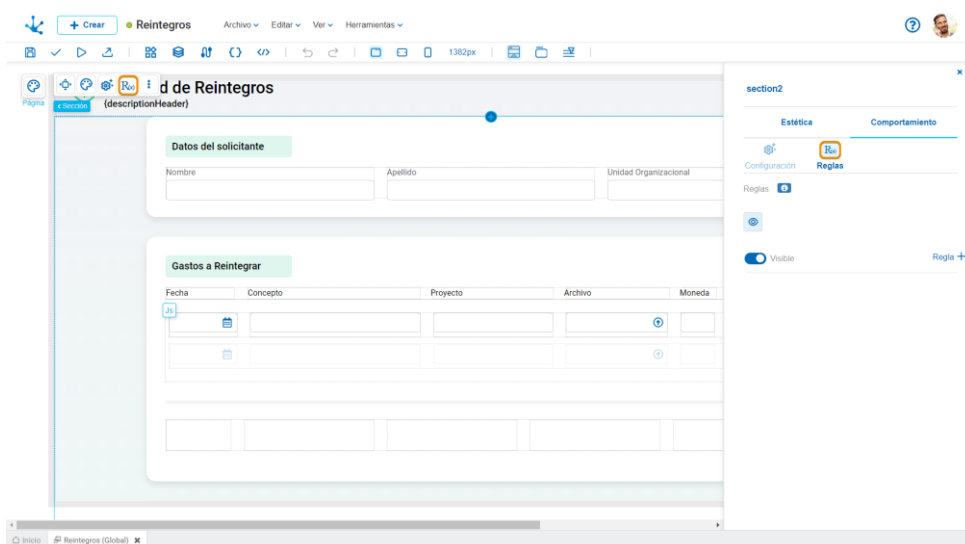 Crear
Reintegros
Archivo
Editar
Ver
Herramientas
1382px
Página
R(x)
d de Reintegros
Sección
{descriptionHeader}
section2
Estética
Comportamiento
Configuración
R(x)
Reglas
Reglas
Visible
Regla
Datos del solicitante
Nombre
Apellido
Unidad Organizacional
Gastos a Reintegrar
Fecha
Concepto
Proyecto
Archivo
Moneda
Js
Inicio
Reintegros (Global)